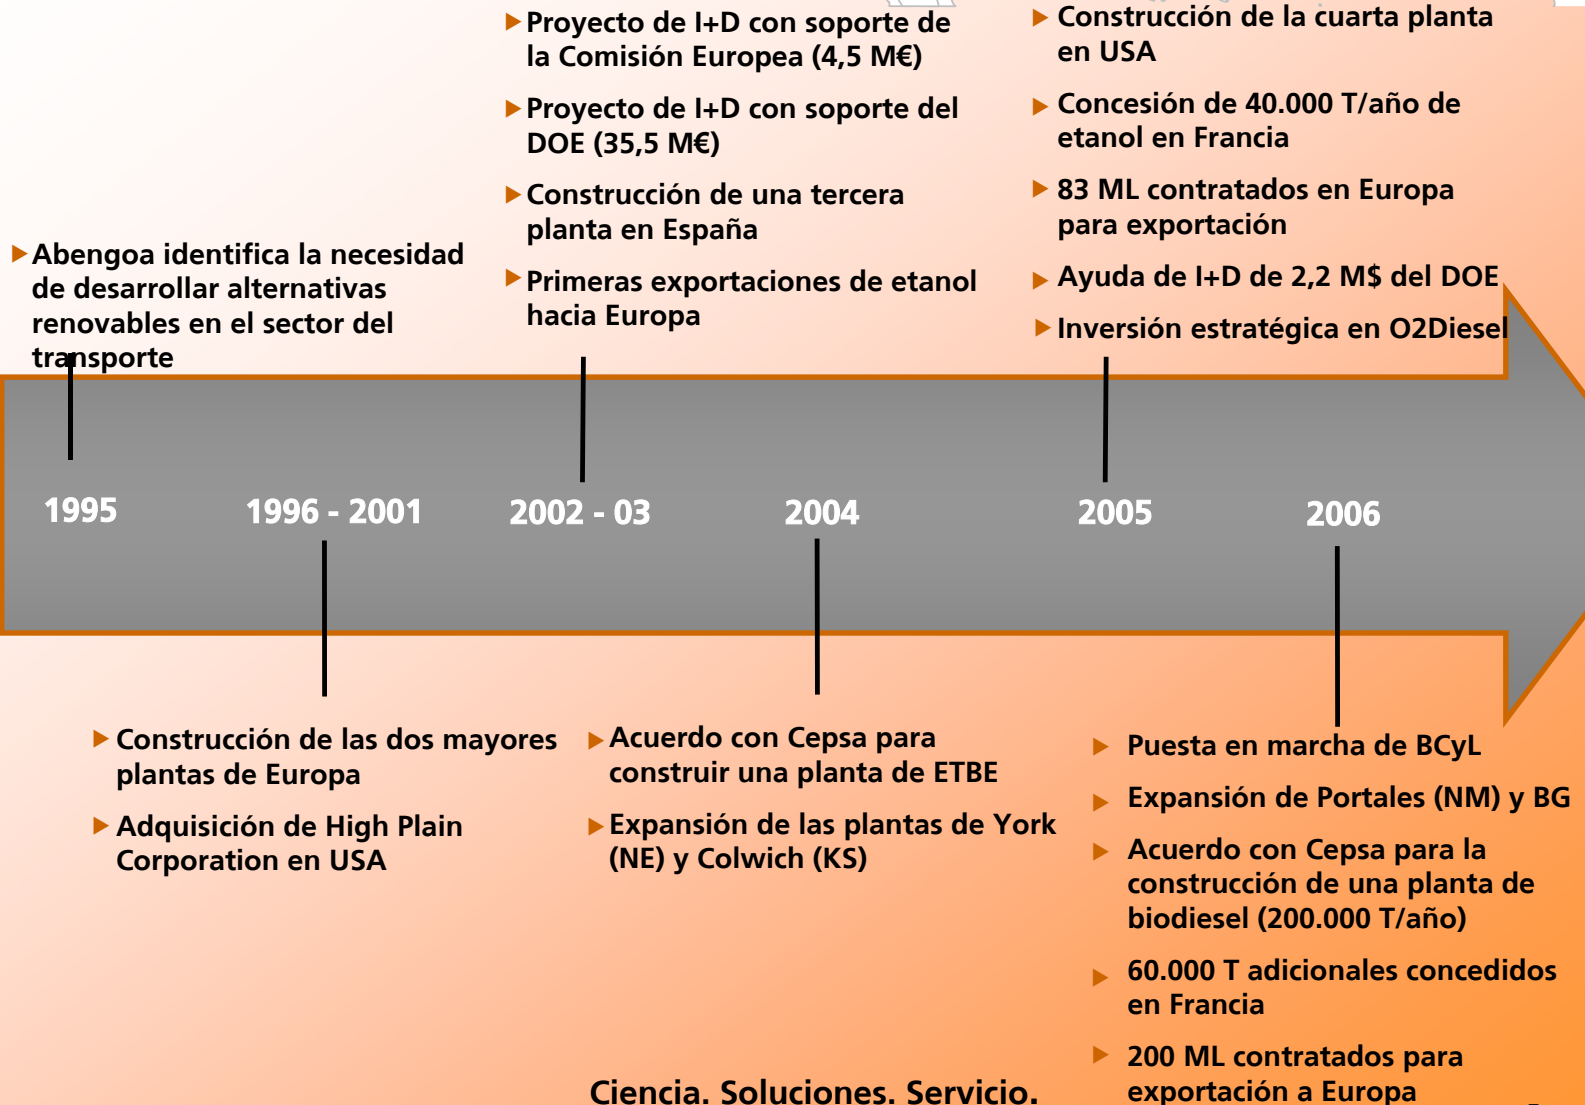 Proyecto de I+D con soporte de
la Comisión Europea (4,5 M€)
Proyecto de I+D con soporte del
DOE (35,5 M€)
Construcción de una tercera
planta en España
Primeras exportaciones de etanol
hacia Europa
Construcción de la cuarta planta
en USA
Concesión de 40.000 T/año de
etanol en Francia
83 ML contratados en Europa
para exportación
Ayuda de I+D de 2,2 M$ del DOE
Inversión estratégica en O2Diesel
Abengoa identifica la necesidad
de desarrollar alternativas
renovables en el sector del
transporte
1995
1996 - 2001
2002 - 03
2004
2005
2006
Construcción de las dos mayores
plantas de Europa
Adquisición de High Plain
Corporation en USA
Acuerdo con Cepsa para
construir una planta de ETBE
Expansión de las plantas de York
(NE) y Colwich (KS)
Puesta en marcha de BCyL
Expansión de Portales (NM) y BG
Acuerdo con Cepsa para la
construcción de una planta de
biodiesel (200.000 T/año)
60.000 T adicionales concedidos
en Francia
200 ML contratados para
exportación a Europa
Ciencia. Soluciones. Servicio.